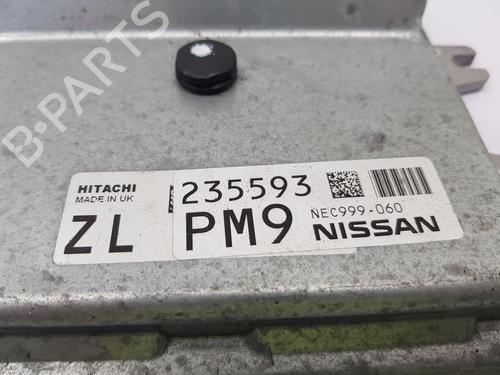 B-PARTS
HITACHI
MADE IN UK
ZL
235593
PM9
NEC999-060
NISSAN